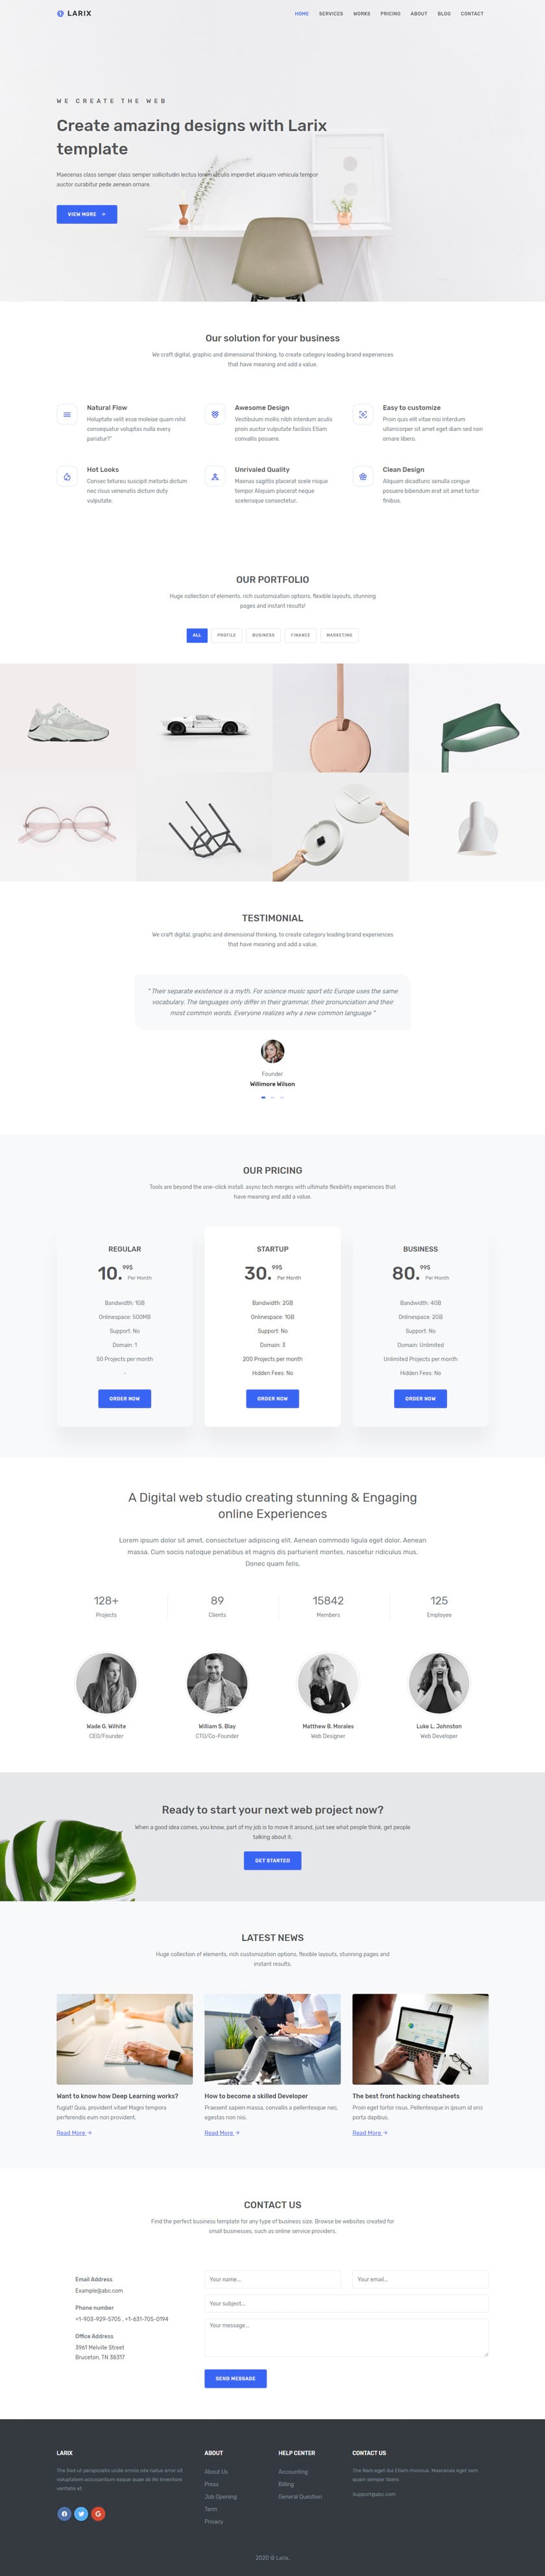 LARIX
HOME SERVICES WORKS PRICING ABOUT BLOG CONTACT
WE CREATE THE WEB
Create amazing designs with Larix
template
Maecenas class semper class semper sollicitudin lectus lorem iaculis imperdiet aliquam vehicula tempor
auctor curabitur pede aenean ornare.
VIEW MORE
Our solution for your business
We craft digital, graphic and dimensional thinking, to create category leading brand experiences
that have meaning and add a value.
Natural Flow
Heluptate velit esse moleiae quam nihil
consequatur voluptas nulla every
pariatur?"
Awesome Design
Vestibulum mollis nibh interdum aculis
proin auctor vulputate facilisis Etiam
convallis posuere.
Easy to customize
Proin quis elit vitae nisi interdum
ullamcorper sit amet eget diam sed non
ornare libero.
Hot Looks
Consec tetureu suscipit metorbi dictum
nec risus venenatis dictum duty
vulputate.
Unrivaled Quality
Maenas sagittis placerat scele risque
tempor Aliquam placerat neque
scelerisque consectetur.
Clean Design
Aliquam dicadtunc senulla congue
posuere bibendum erat sit amet tortor
finibus.
OUR PORTFOLIO
Huge collection of elements, rich customization options, flexible layouts, stunning
pages and instant results!
ALL PROFILE BUSINESS FINANCE MARKETING
TESTIMONIAL
We craft digital, graphic and dimensional thinking, to create category leading brand experiences
that have meaning and add a value.
" Their separate existence is a myth. For science music sport etc Europe uses the same
vocabulary. The languages only differ in their grammar, their pronunciation and their
most common words. Everyone realizes why a new common language "
Founder
Willimore Wilson
OUR PRICING
Tools are beyond the one-click install. async tech merges with ultimate flexibility experiences that
have meaning and add a value.
REGULAR
10. 99$ Per Month
Bandwidth: 1GB
Onlinespace: 500MB
Support: No
Domain: 1
50 Projects per month
-
ORDER NOW
STARTUP
30. 99$ Per Month
Bandwidth: 2GB
Onlinespace: 1GB
Support: No
Domain: 3
200 Projects per month
Hidden Fees: No
ORDER NOW
BUSINESS
80. 99$ Per Month
Bandwidth: 4GB
Onlinespace: 2GB
Support: No
Domain: Unlimited
Unlimited Projects per month
Hidden Fees: No
ORDER NOW
A Digital web studio creating stunning & Engaging
online Experiences
Lorem ipsum dolor sit amet, consectetuer adipiscing elit. Aenean commodo ligula eget dolor. Aenean
massa. Cum sociis natoque penatibus et magnis dis parturient montes, nascetur ridiculus mus.
Donec quam felis.
128+ 89 15842 125
Projects Clients Members Employee
Wade G. Wilhite William S. Blay Matthew B. Morales Luke L. Johnston
CEO/Founder CTO/Co-Founder Web Designer Web Developer
Ready to start your next web project now?
When a good idea comes, you know, part of my job is to move it around, just see what people think, get people
talking about it.
GET STARTED
LATEST NEWS
Huge collection of elements, rich customization options, flexible layouts, stunning pages and
instant results.
Want to know how Deep Learning works?
fugiat! Quia, provident vitae! Magni tempora
perferendis eum non provident.
Read More
How to become a skilled Developer
Praesent sapien massa, convallis a pellentesque nec,
egestas non nisi.
Read More
The best front hacking cheatsheets
Proin eget tortor risus. Pellentesque in ipsum id orci
porta dapibus.
Read More
CONTACT US
Find the perfect business template for any type of business size. Browse be websites created for
small businesses, such as online service providers.
Email Address
Example@abc.com
Phone number
+1-903-929-5705 , +1-631-705-0194
Office Address
3961 Melville Street
Bruceton, TN 38317
Your name...
Your email...
Your subject...
Your message...
SEND MESSAGE
LARIX
The Sed ut perspiciatis unde omnis iste natus error sit
voluptatem accusantium eaque quae ab illo inventore
veritatis et.
ABOUT
About Us
Press
Job Opening
Term
Privacy
HELP CENTER
Accounting
Billing
General Question
CONTACT US
The Nam eget dui Etiam rhoncus. Maecenas eget sem
quam semper libero.
Support@abc.com
2020 © Larix.